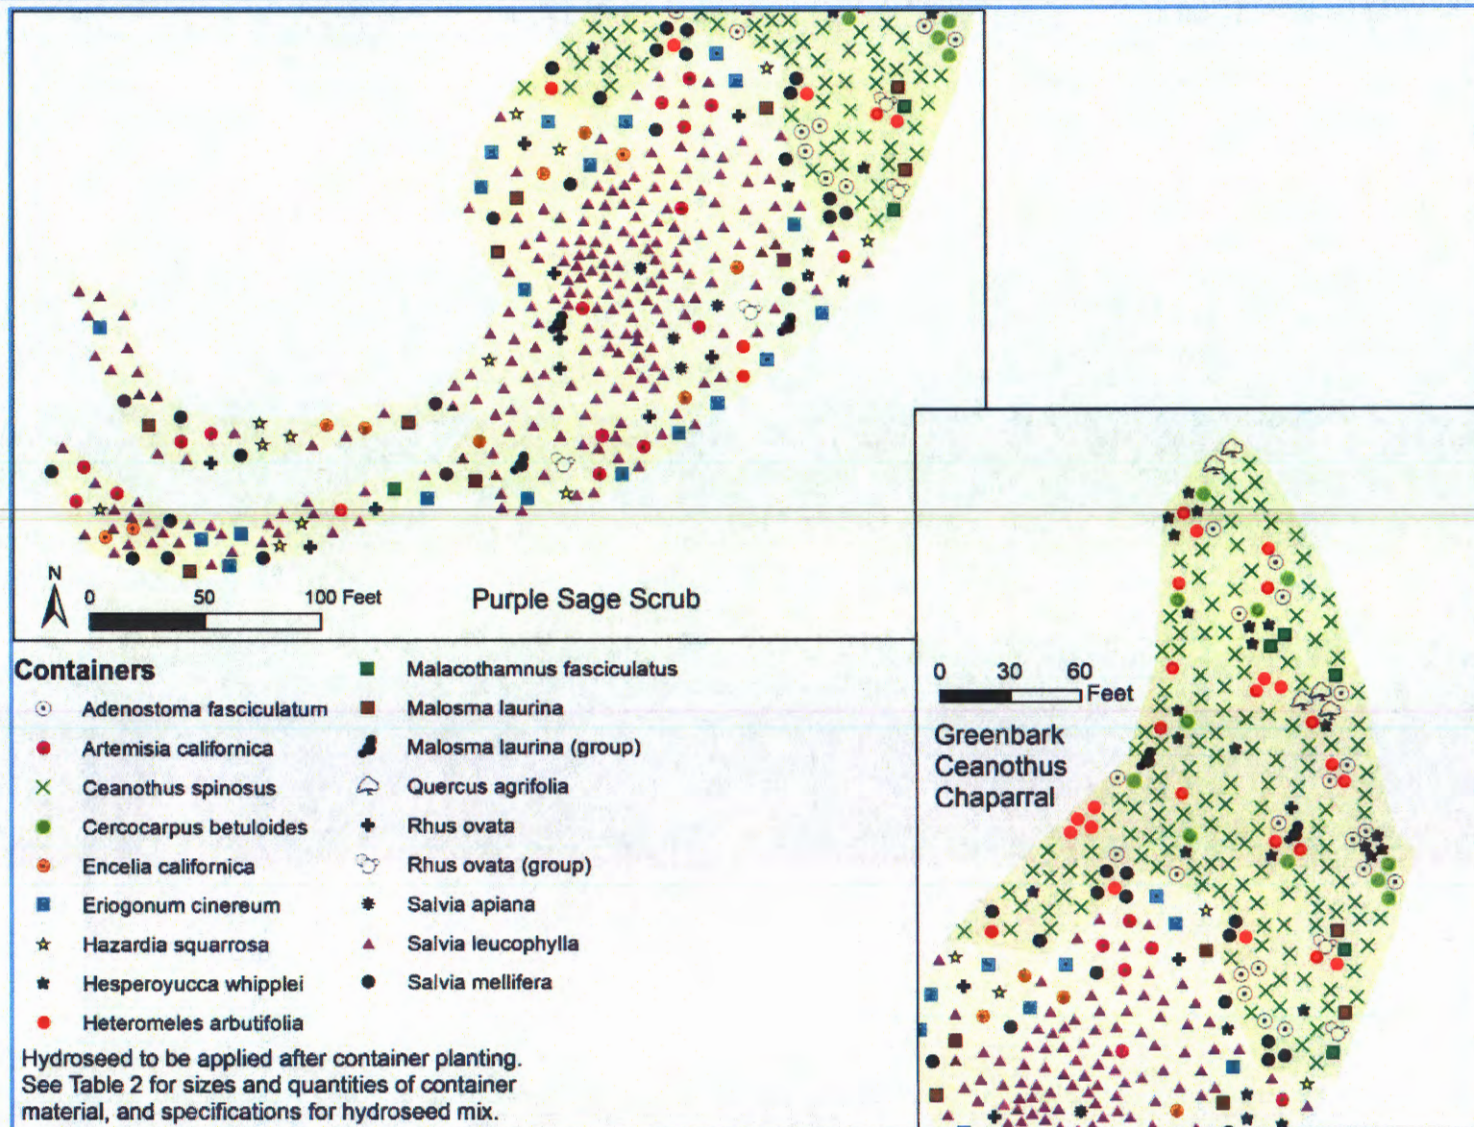 N
0 50 100 Feet
Purple Sage Scrub
Containers
Adenostoma fasciculatum
Artemisia californica
Ceanothus spinosus
Cercocarpus betuloides
Encelia californica
Eriogonum cinereum
Hazardia squarrosa
Hesperoyucca whipplei
Heteromeles arbutifolia
Malacothamnus fasciculatus
Malosma laurina
Malosma laurina (group)
Quercus agrifolia
Rhus ovata
Rhus ovata (group)
Salvia apiana
Salvia leucophylla
Salvia mellifera
Hydroseed to be applied after container planting.
See Table 2 for sizes and quantities of container
material, and specifications for hydroseed mix.
0 30 60
Feet
Greenbark
Ceanothus
Chaparral